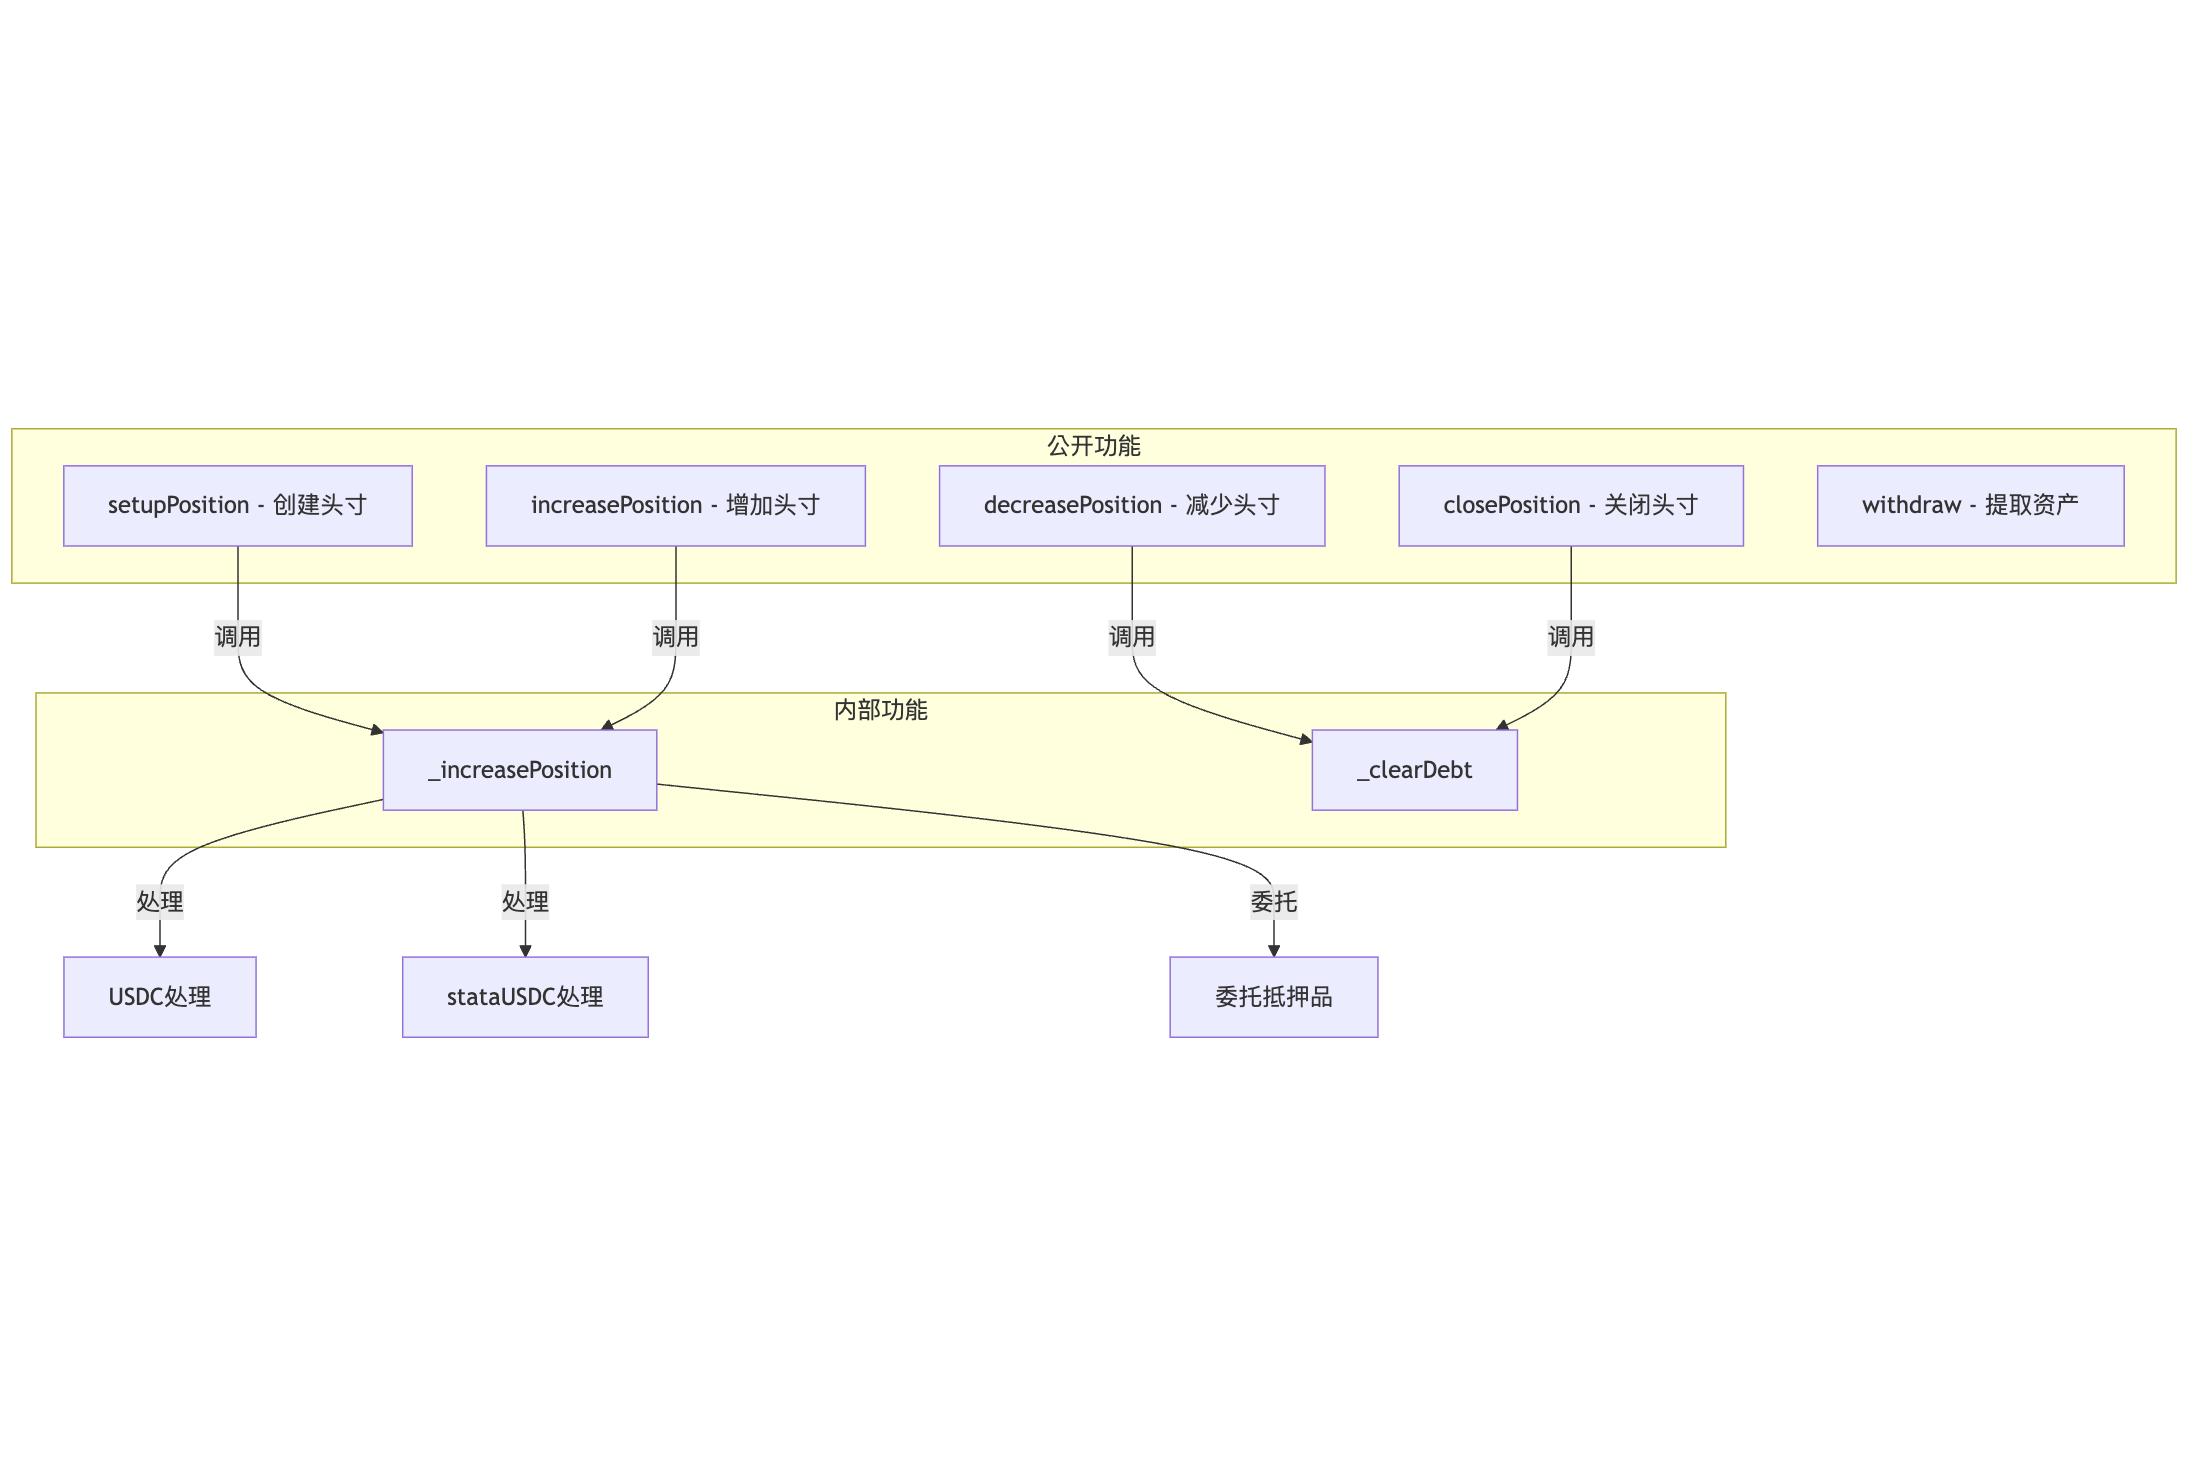 公开功能
setupPosition - 创建头寸
increasePosition - 增加头寸
decreasePosition - 减少头寸
closePosition - 关闭头寸
withdraw - 提取资产
调用
调用
调用
调用
内部功能
_increasePosition
_clearDebt
处理
处理
委托
USDC处理
stataUSDC处理
委托抵押品